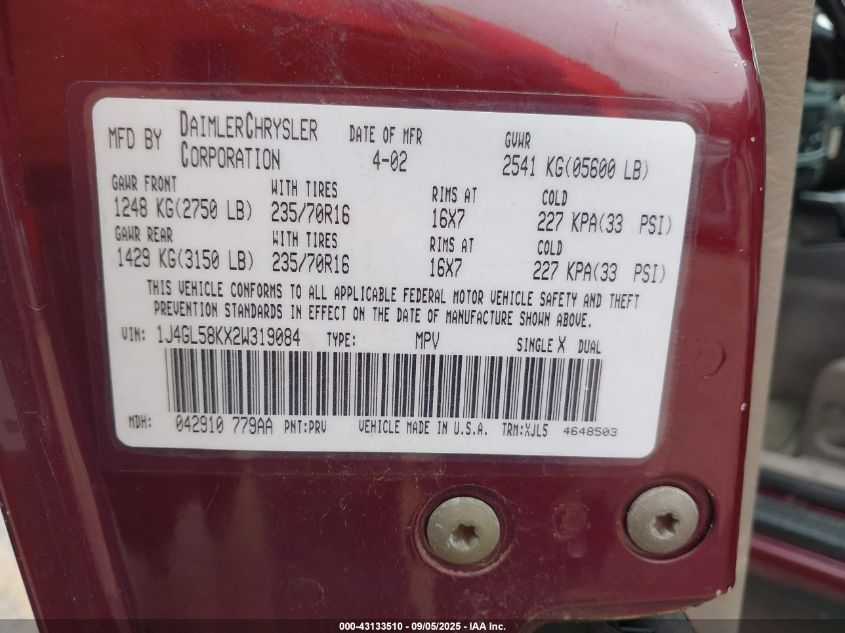 MFD BY DAIMLERCHRYSLER CORPORATION DATE OF MFR 4-02 GVWR 2541 KG(05600 LB)
GAWR FRONT WITH TIRES RIMS AT COLD
1248 KG(2750 LB) 235/70R16 16X7 227 KPA(33 PSI)
GAWR REAR WITH TIRES RIMS AT COLD
1429 KG(3150 LB) 235/70R16 16X7 227 KPA(33 PSI)
THIS VEHICLE CONFORMS TO ALL APPLICABLE FEDERAL MOTOR VEHICLE SAFETY AND THEFT
PREVENTION STANDARDS IN EFFECT ON THE DATE OF MANUFACTURE SHOWN ABOVE.
VIN: 1J4GL58KX2W319084 TYPE: MPV SINGLE X DUAL
MDH: 042910 779AA PNT:PRV VEHICLE MADE IN U.S.A. TRM:XJL5 4648503
000-43133510 - 09/05/2025 - IAA Inc.